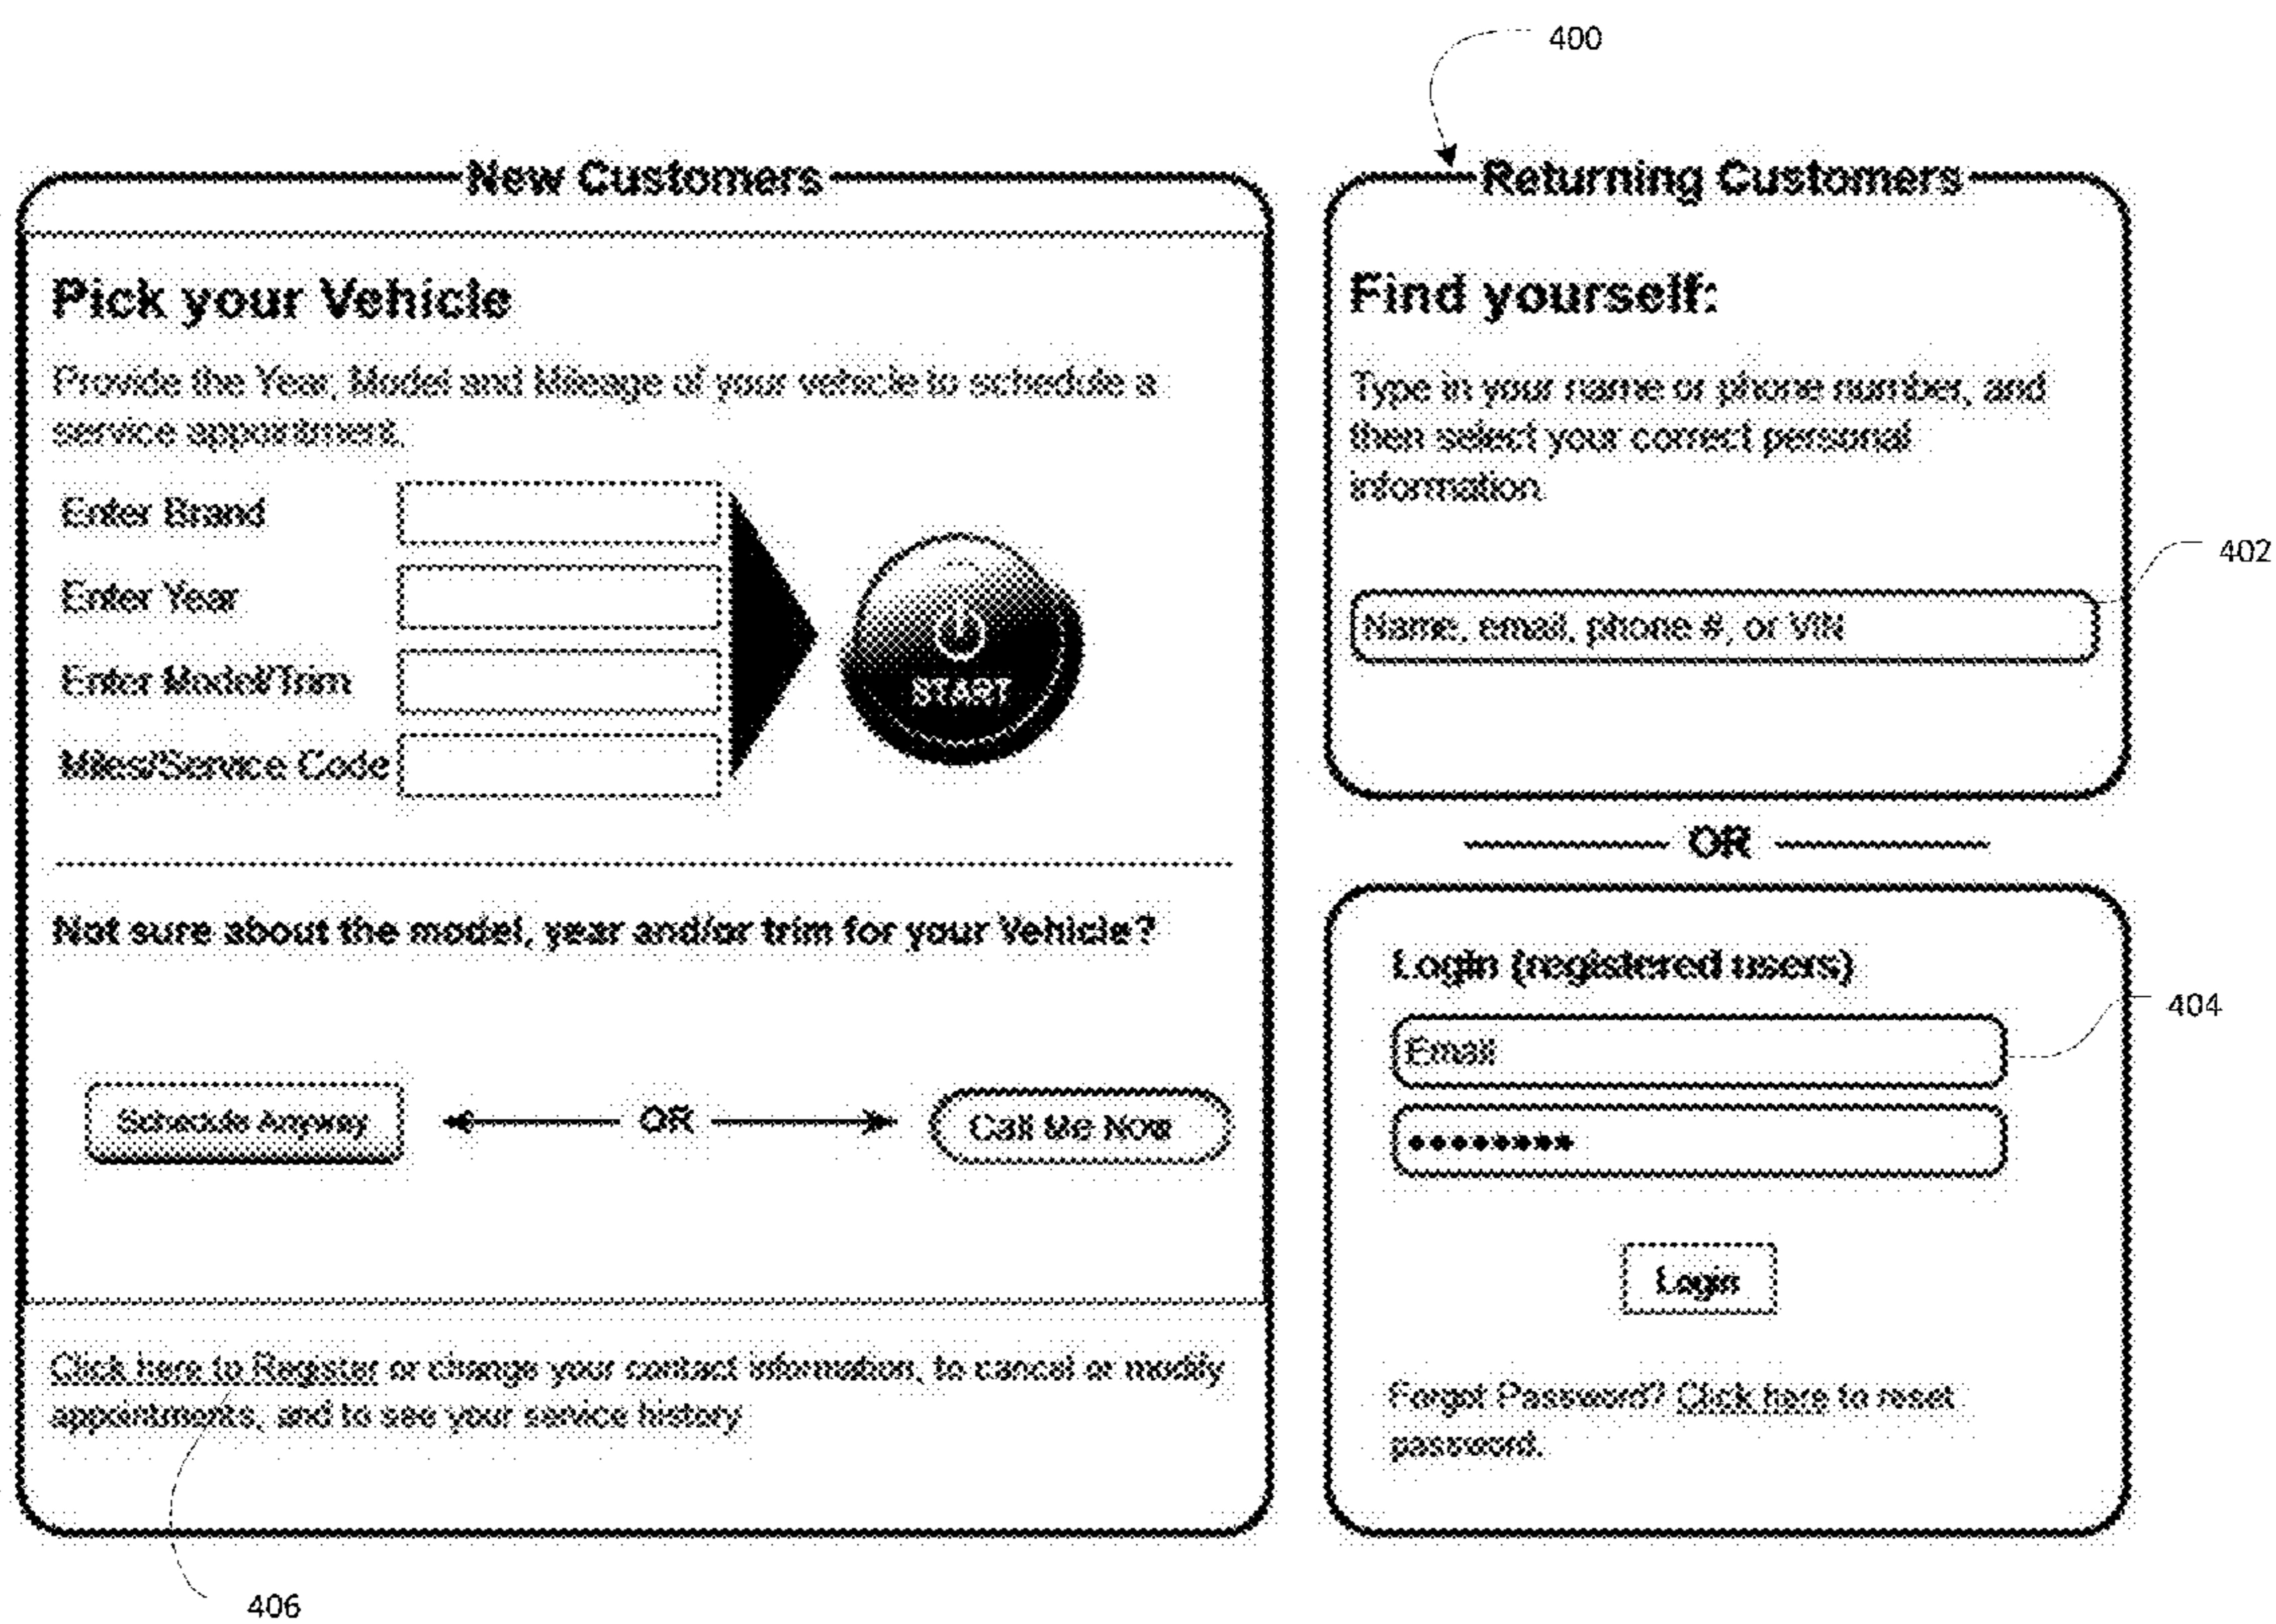 400
New Customers
Pick your Vehicle
Provide the Year, Model and Mileage of your vehicle to schedule a
service appointment.
Enter Brand
Enter Year
Enter Model/Trim
Miles/Service Code
START
Not sure about the model, year and/or trim for your Vehicle?
Schedule Anyway
OR
Call Me Now
Click here to Register or change your contact information, to cancel or modify
appointments, and to see your service history
406
Returning Customers
Find yourself:
Type in your name or phone number, and
then select your correct personal
information.
402
Name, email, phone #, or VIN
OR
Login (registered users)
404
Email
••••••••
Login
Forgot Password? Click here to reset
password.